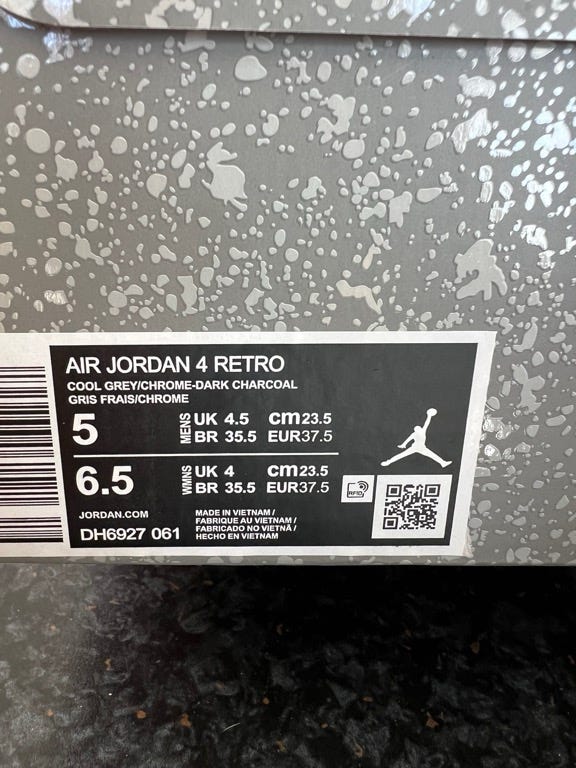 AIR JORDAN 4 RETRO
COOL GREY/CHROME-DARK CHARCOAL
GRIS FRAIS/CHROME
5 MENS UK 4.5 cm23.5
BR 35.5 EUR37.5
6.5 WMNS UK 4 cm23.5
BR 35.5 EUR37.5
RFID
JORDAN.COM
DH6927 061
MADE IN VIETNAM /
FABRIQUE AU VIETNAM /
FABRICADO NO VIETNÃ /
HECHO EN VIETNAM